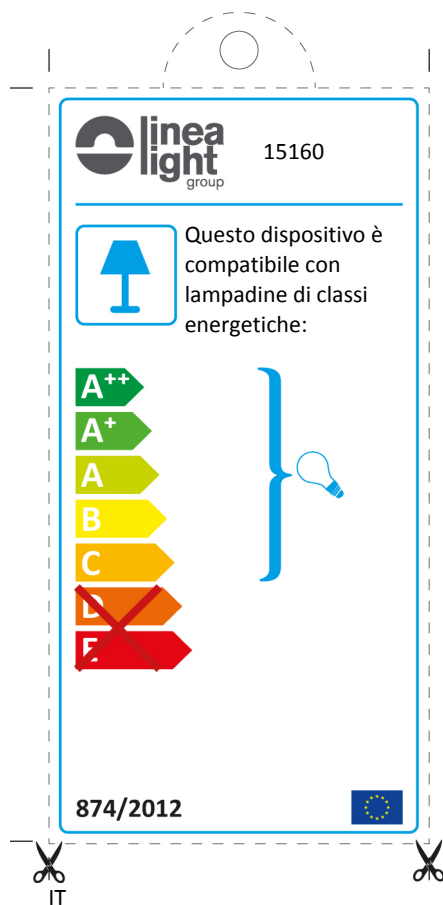 linea
light
group
15160
Questo dispositivo è
compatibile con
lampadine di classi
energetiche:
A++
A+
A
B
C
D
E
874/2012
IT